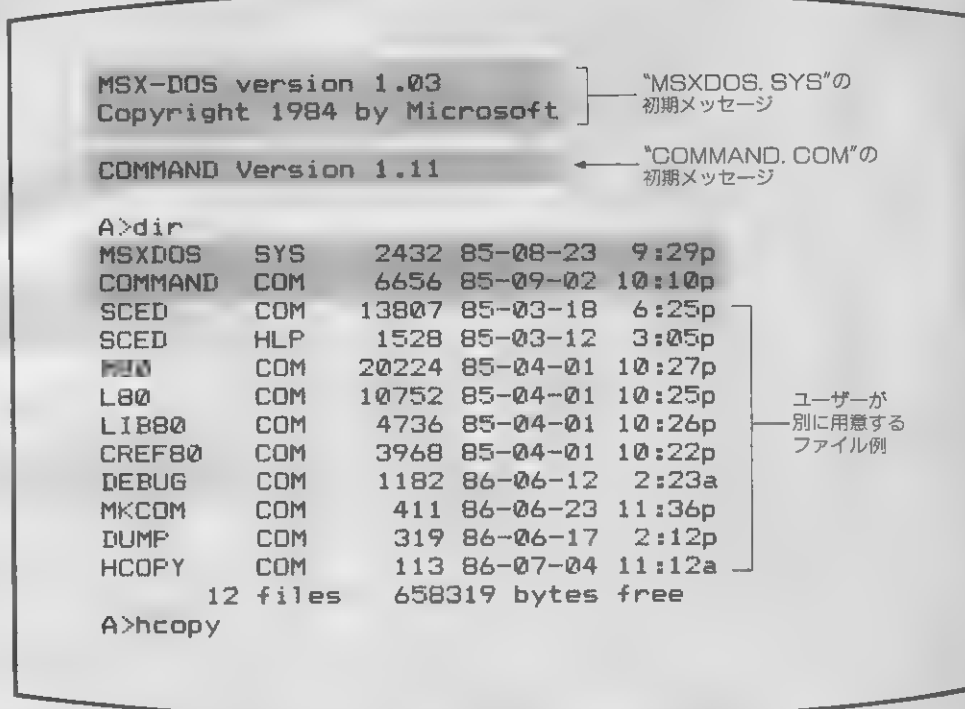 MSX-DOS version 1.03
Copyright 1984 by Microsoft
"MSXDOS. SYS"の
初期メッセージ
COMMAND Version 1.11
"COMMAND. COM"の
初期メッセージ
A>dir
MSXDOS SYS 2432 85-08-23 9:29p
COMMAND COM 6656 85-09-02 10:10p
SCED COM 13807 85-03-18 6:25p
SCED HLP 1528 85-03-12 3:05p
COM 20224 85-04-01 10:27p
L80 COM 10752 85-04-01 10:25p
LIB80 COM 4736 85-04-01 10:26p
CREF80 COM 3968 85-04-01 10:22p
DEBUG COM 1182 86-06-12 2:23a
MKCOM COM 411 86-06-23 11:36p
DUMP COM 319 86-06-17 2:12p
HCOPY COM 113 86-07-04 11:12a
ユーザーが
別に用意する
ファイル例
12 files 658319 bytes free
A>hcopy